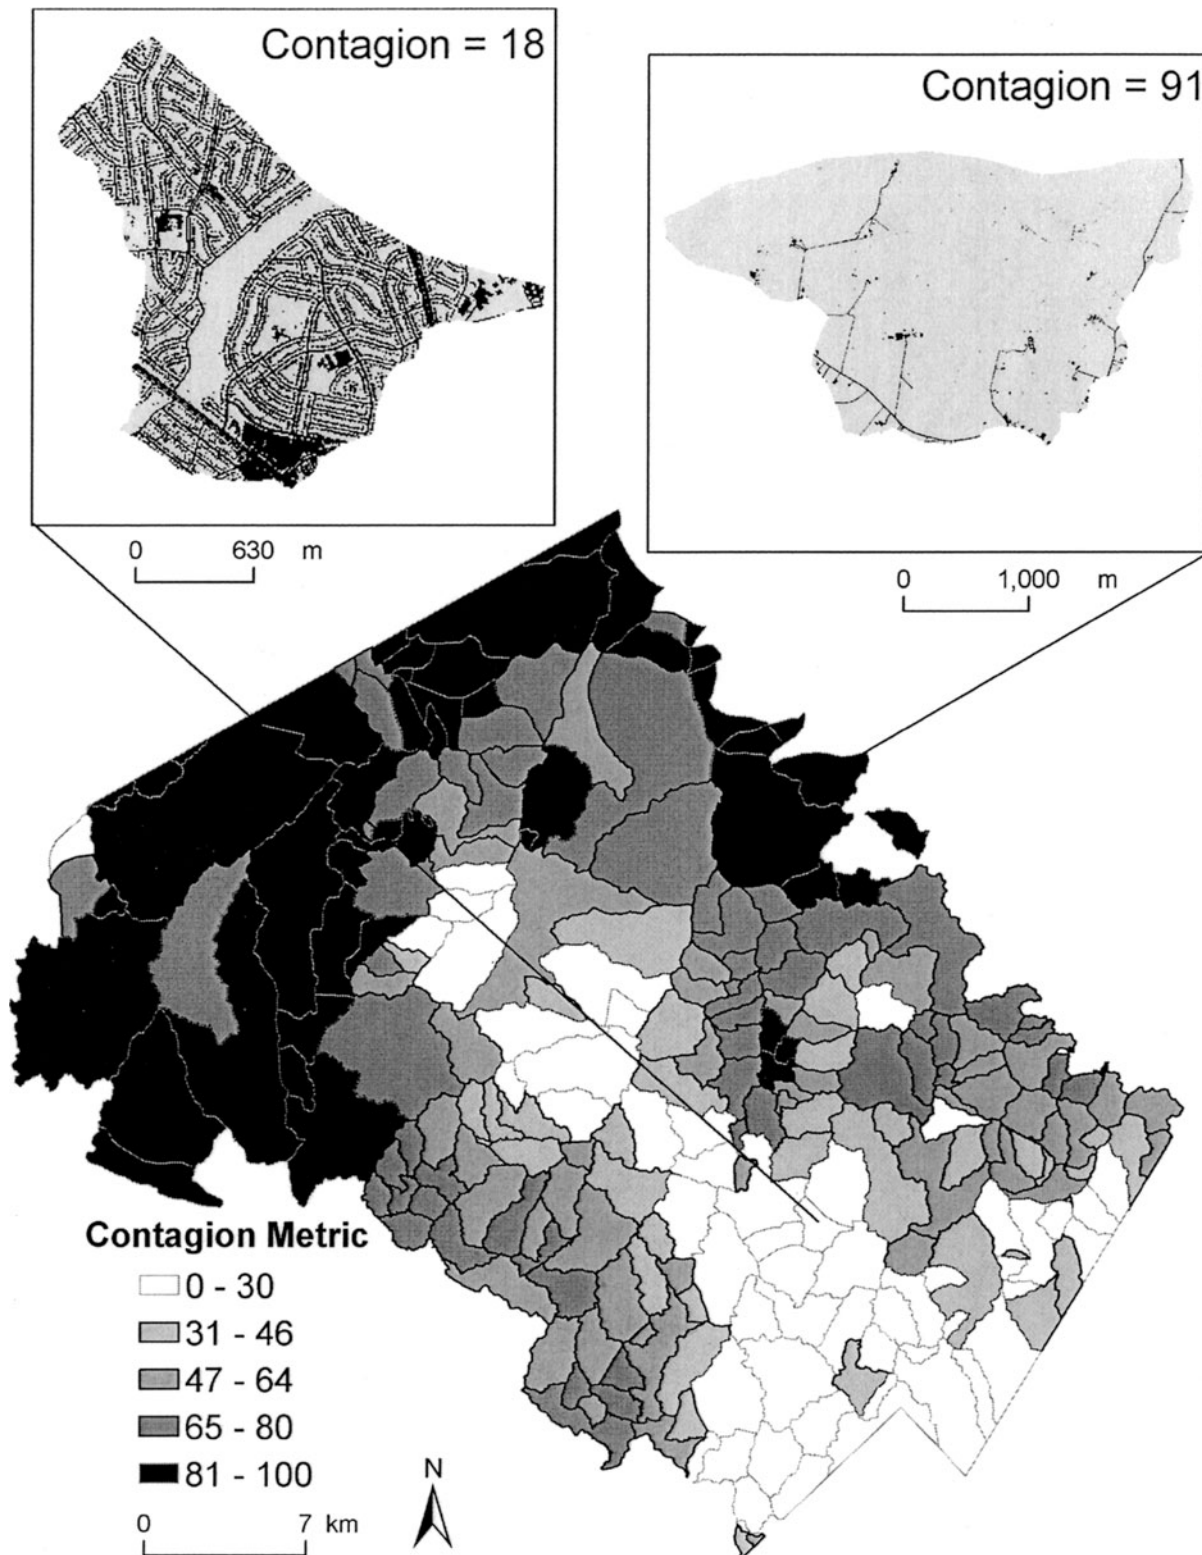 Contagion = 18
Contagion = 91
0 630 m
0 1,000 m
Contagion Metric
0 - 30
31 - 46
47 - 64
65 - 80
81 - 100
N
0 7 km